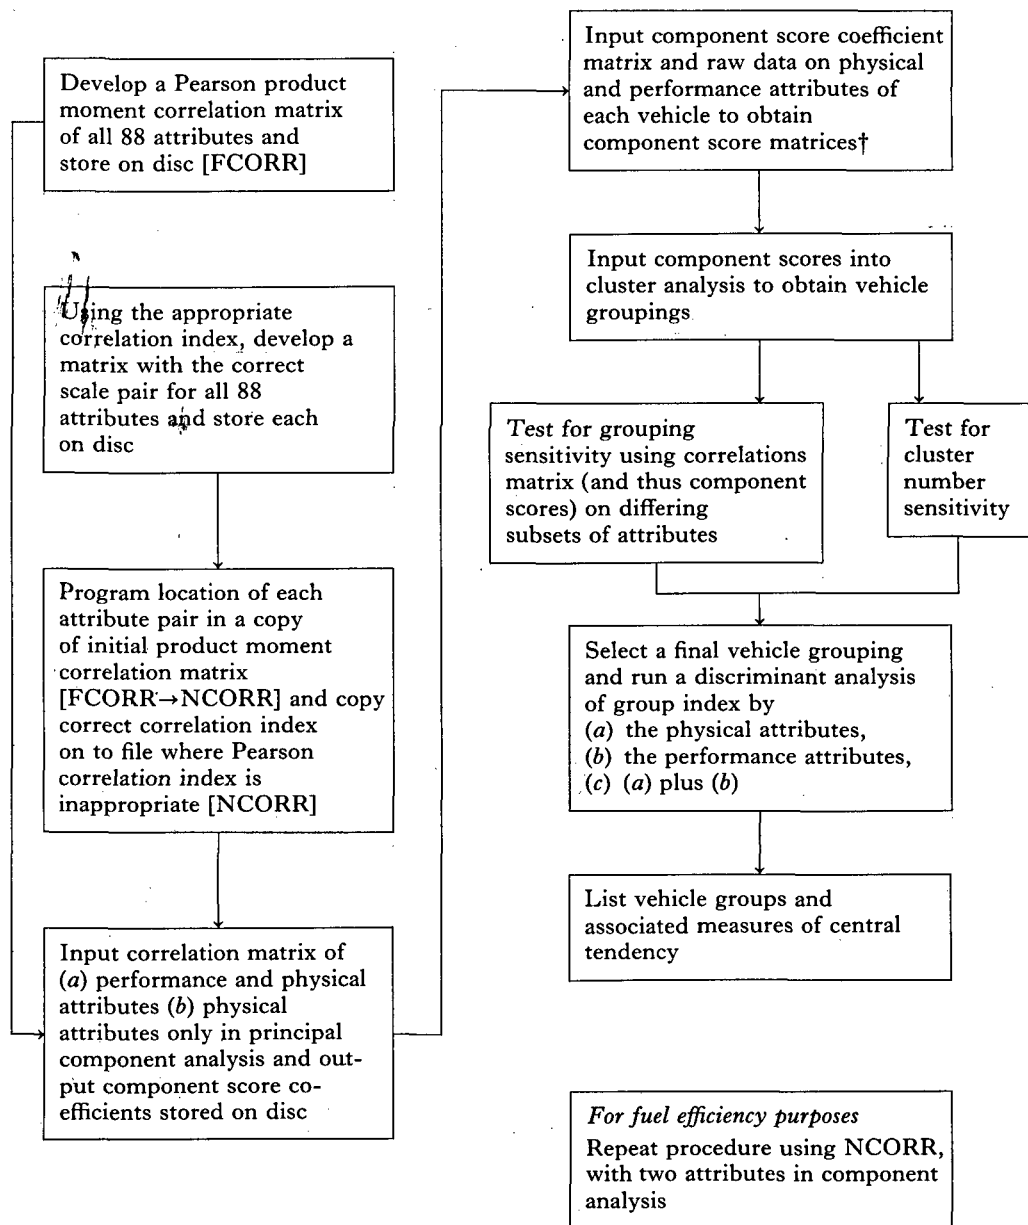 Develop a Pearson product
moment correlation matrix
of all 88 attributes and
store on disc [FCORR]
Using the appropriate
correlation index, develop a
matrix with the correct
scale pair for all 88
attributes and store each
on disc
Program location of each
attribute pair in a copy
of initial product moment
correlation matrix
[FCORR→NCORR] and copy
correct correlation index
on to file where Pearson
correlation index is
inappropriate [NCORR]
Input correlation matrix of
(a) performance and physical
attributes (b) physical
attributes only in principal
component analysis and out-
put component score co-
efficients stored on disc
Input component score coefficient
matrix and raw data on physical
and performance attributes of
each vehicle to obtain
component score matrices†
Input component scores into
cluster analysis to obtain vehicle
groupings
Test for grouping
sensitivity using correlations
matrix (and thus component
scores) on differing
subsets of attributes
Test for
cluster
number
sensitivity
Select a final vehicle grouping
and run a discriminant analysis
of group index by
(a) the physical attributes,
(b) the performance attributes,
(c) (a) plus (b)
List vehicle groups and
associated measures of central
tendency
For fuel efficiency purposes
Repeat procedure using NCORR,
with two attributes in component
analysis